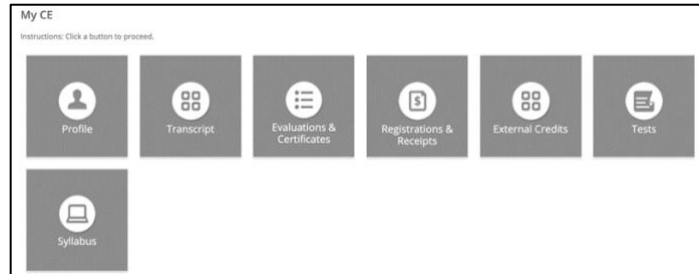 My CE
Instructions: Click a button to proceed.
Profile
Transcript
Evaluations &
Certificates
Registrations &
Receipts
External Credits
Tests
Syllabus